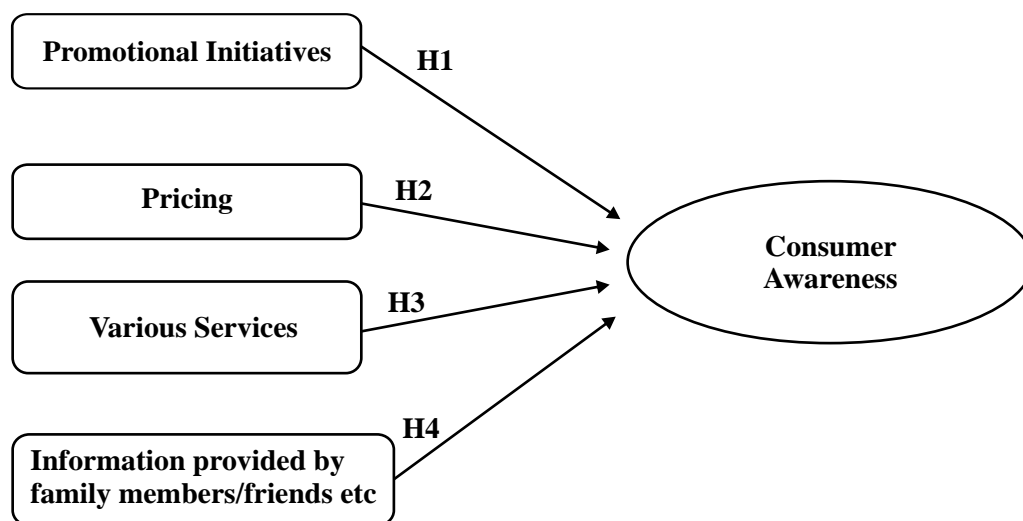 Promotional Initiatives
H1
Pricing
H2
Various Services
H3
Information provided by
family members/friends etc
H4
Consumer
Awareness